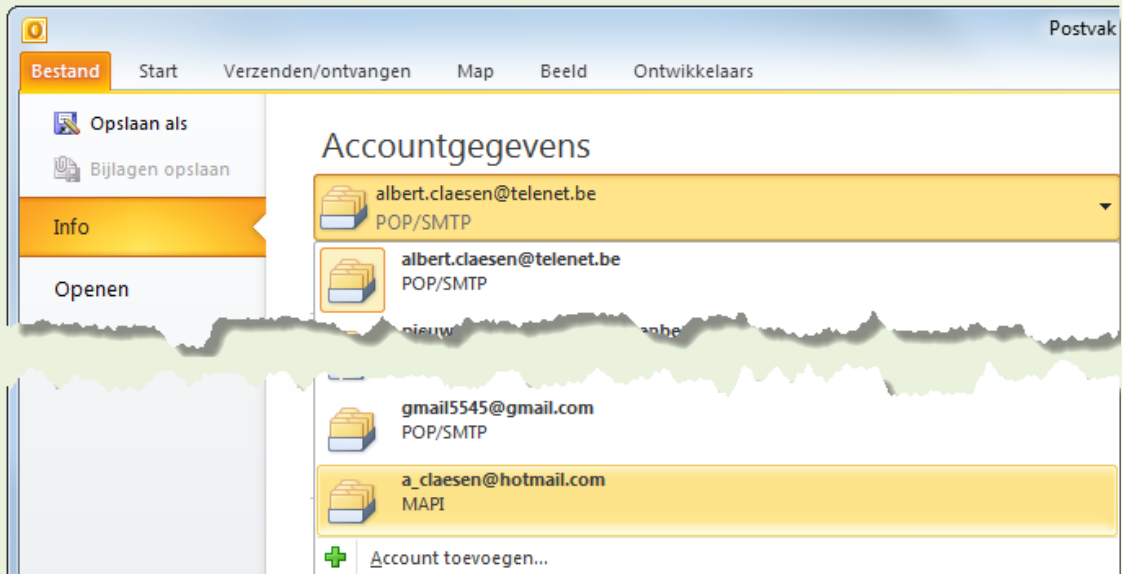 Postvak
Bestand Start Verzenden/ontvangen Map Beeld Ontwikkelaars
Opslaan als
Bijlagen opslaan
Info
Openen
Accountgegevens
albert.claesen@telenet.be
POP/SMTP
albert.claesen@telenet.be
POP/SMTP
gmail5545@gmail.com
POP/SMTP
a_claesen@hotmail.com
MAPI
Account toevoegen...